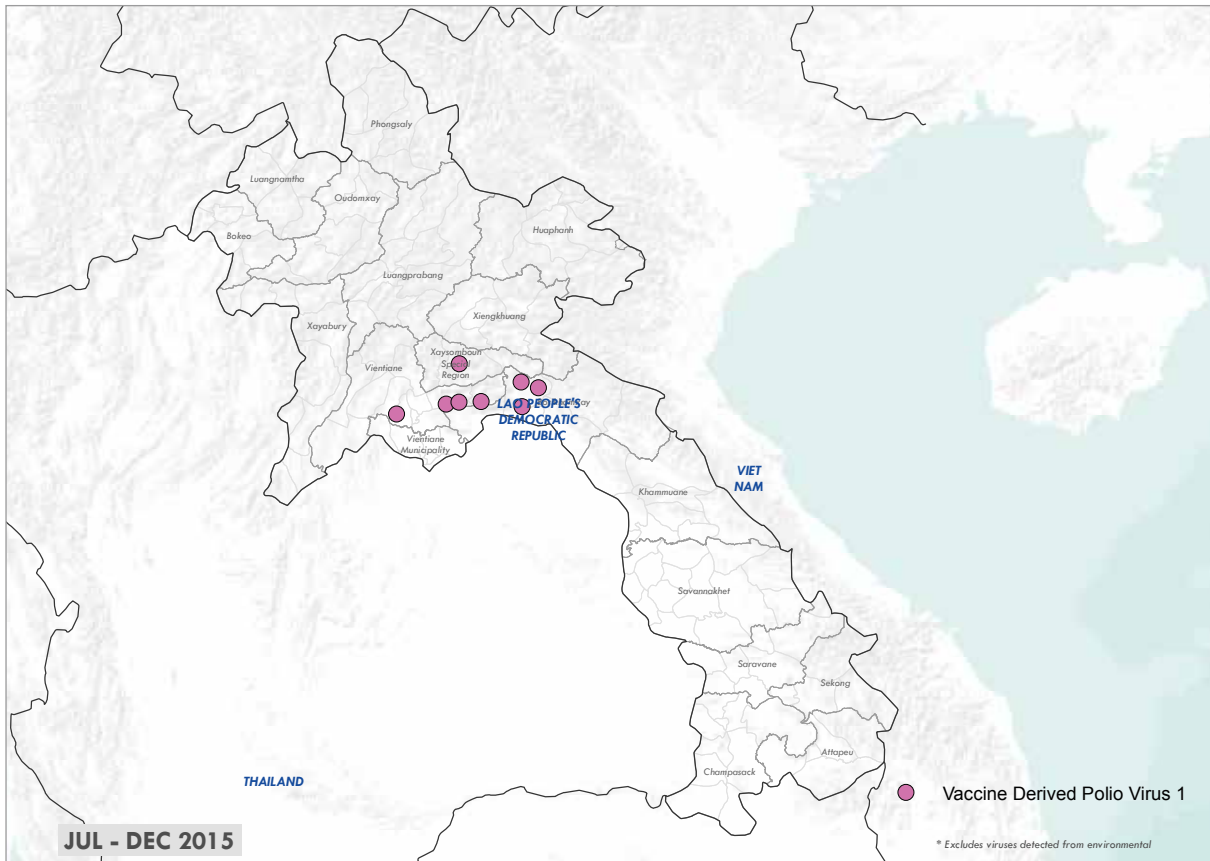 Phongsaly
Luangnamtha
Oudomxay
Bokeo
Huaphanh
Luangprabang
Xiengkhuang
Xayabury
Vientiane
Xaysomboun
Special
Region
LAO PEOPLE'S
DEMOCRATIC
REPUBLIC
Vientiane
Municipality
VIET
NAM
Khammuane
Savannakhet
Saravane
Sekong
Attapeu
Champasack
THAILAND
Vaccine Derived Polio Virus 1
JUL - DEC 2015
* Excludes viruses detected from environmental